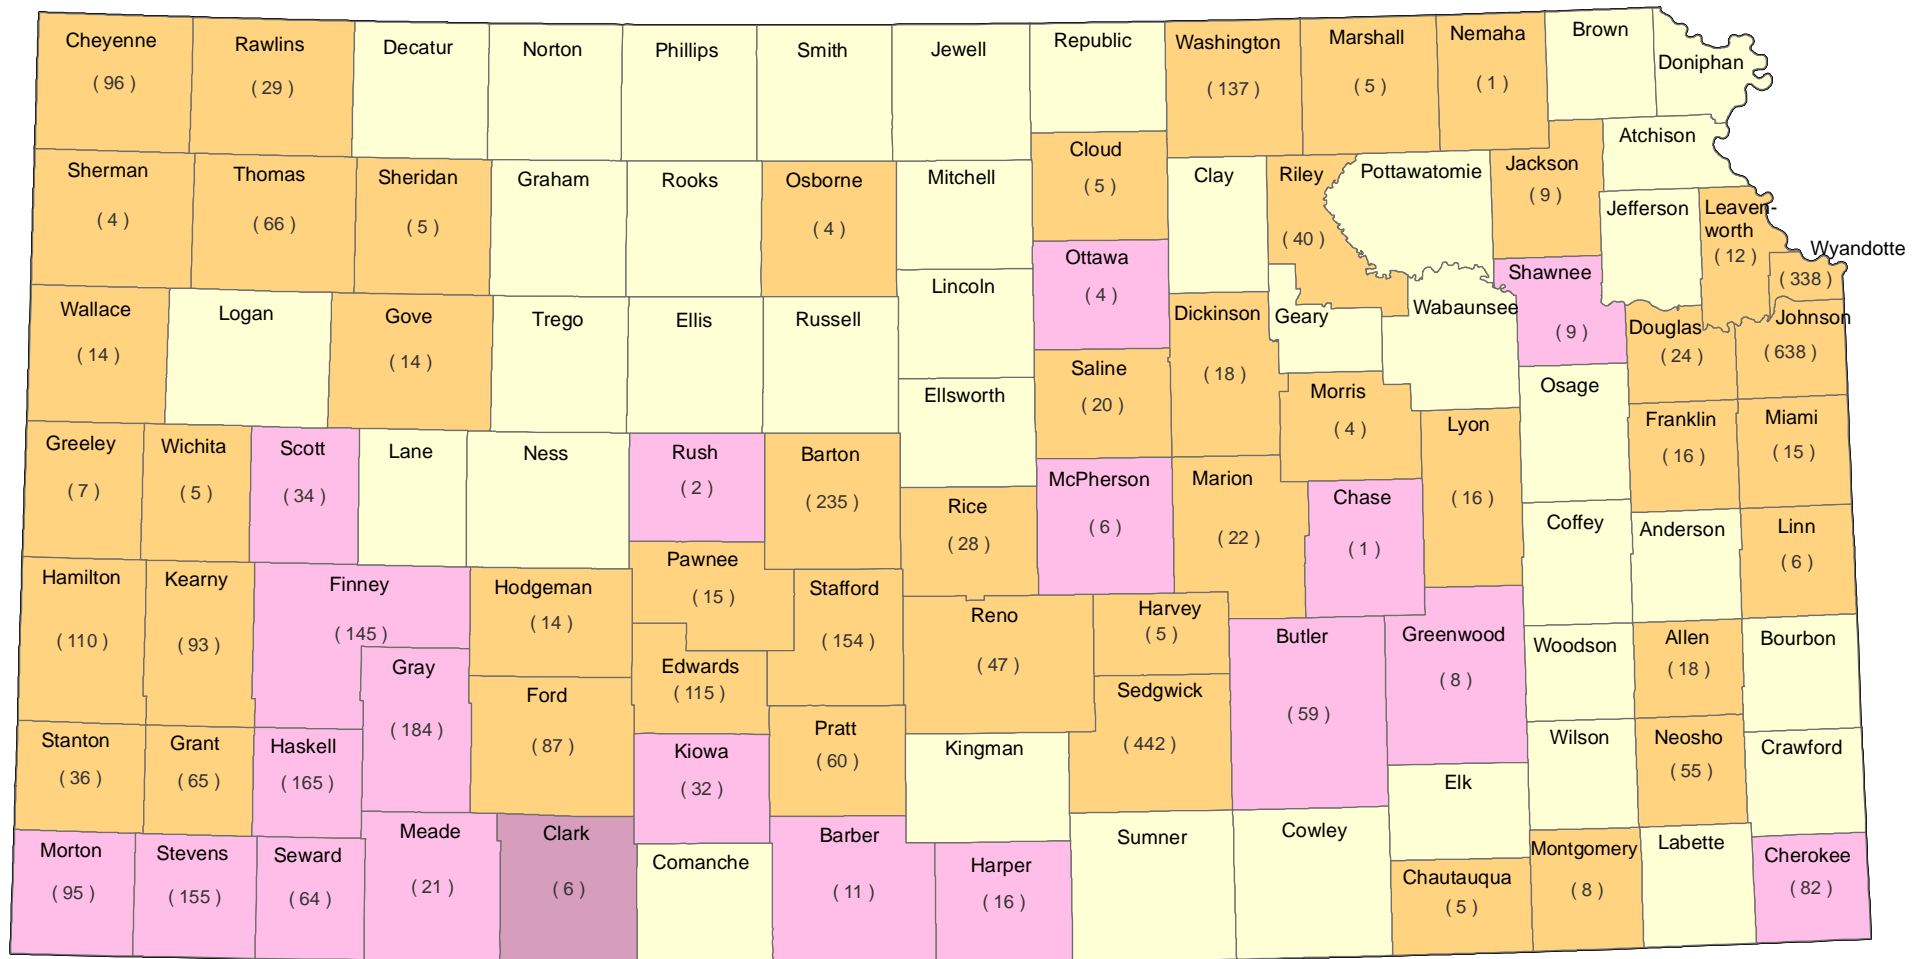 Cheyenne
( 96 )
Rawlins
( 29 )
Decatur
Norton
Phillips
Smith
Jewell
Republic
Washington
( 137 )
Marshall
( 5 )
Nemaha
( 1 )
Brown
Doniphan
Sherman
( 4 )
Thomas
( 66 )
Sheridan
( 5 )
Graham
Rooks
Osborne
( 4 )
Mitchell
Cloud
( 5 )
Clay
Riley
( 40 )
Pottawatomie
Jackson
( 9 )
Atchison
Jefferson
Leaven-
worth
( 12 )
Wyandotte
( 338 )
Wallace
( 14 )
Logan
Gove
( 14 )
Trego
Ellis
Russell
Lincoln
Ottawa
( 4 )
Dickinson
( 18 )
Geary
Wabaunsee
Shawnee
( 9 )
Douglas
( 24 )
Johnson
( 638 )
Greeley
( 7 )
Wichita
( 5 )
Scott
( 34 )
Lane
Ness
Rush
( 2 )
Barton
( 235 )
Ellsworth
Saline
( 20 )
Morris
( 4 )
Lyon
( 16 )
Osage
Franklin
( 16 )
Miami
( 15 )
Rice
( 28 )
McPherson
( 6 )
Marion
( 22 )
Chase
( 1 )
Coffey
Anderson
Linn
( 6 )
Hamilton
( 110 )
Kearny
( 93 )
Finney
( 145 )
Hodgeman
( 14 )
Pawnee
( 15 )
Stafford
( 154 )
Reno
( 47 )
Harvey
( 5 )
Butler
( 59 )
Greenwood
( 8 )
Woodson
Allen
( 18 )
Bourbon
Gray
( 184 )
Ford
( 87 )
Edwards
( 115 )
Pratt
( 60 )
Kingman
Sedgwick
( 442 )
Stanton
( 36 )
Grant
( 65 )
Haskell
( 165 )
Kiowa
( 32 )
Elk
Wilson
Neosho
( 55 )
Crawford
Morton
( 95 )
Stevens
( 155 )
Seward
( 64 )
Meade
( 21 )
Clark
( 6 )
Comanche
Barber
( 11 )
Harper
( 16 )
Sumner
Cowley
Chautauqua
( 5 )
Montgomery
( 8 )
Labette
Cherokee
( 82 )